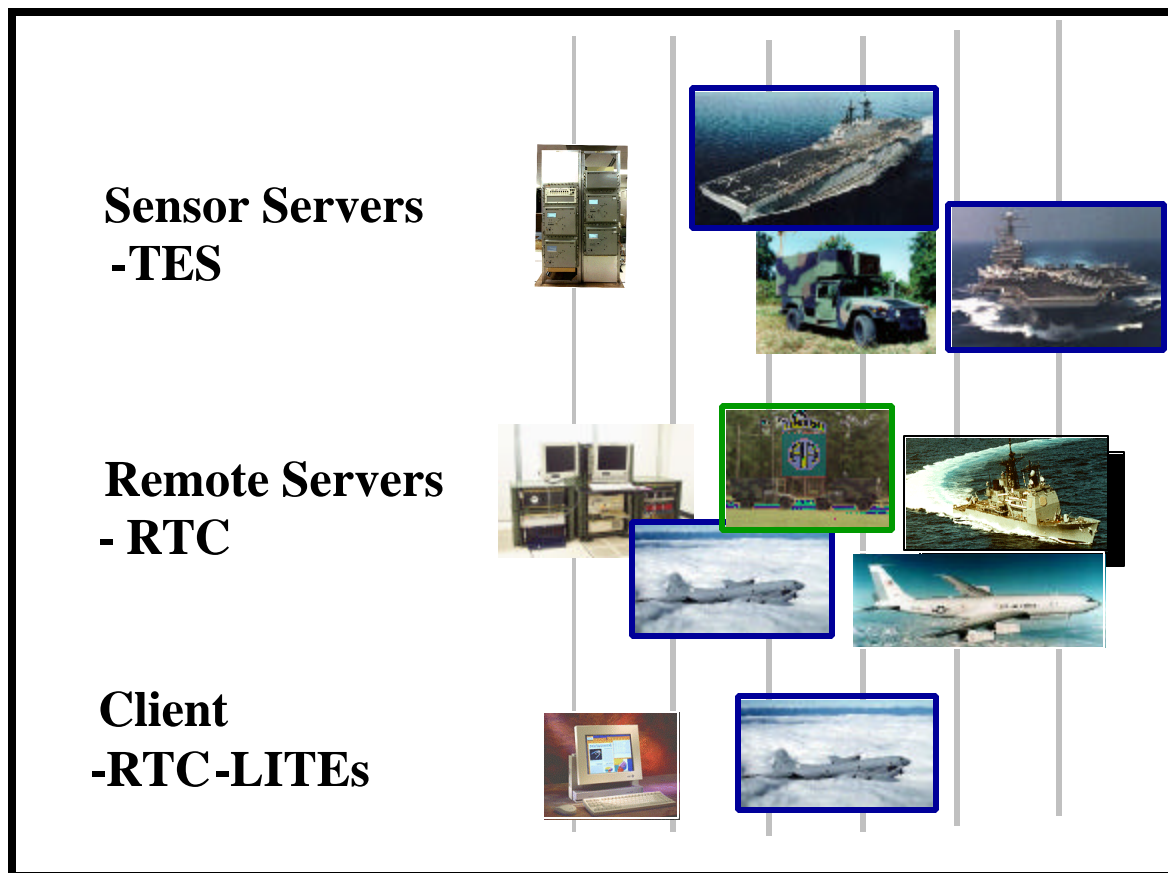 Sensor Servers
-TES
Remote Servers
- RTC
Client
-RTC-LITEs